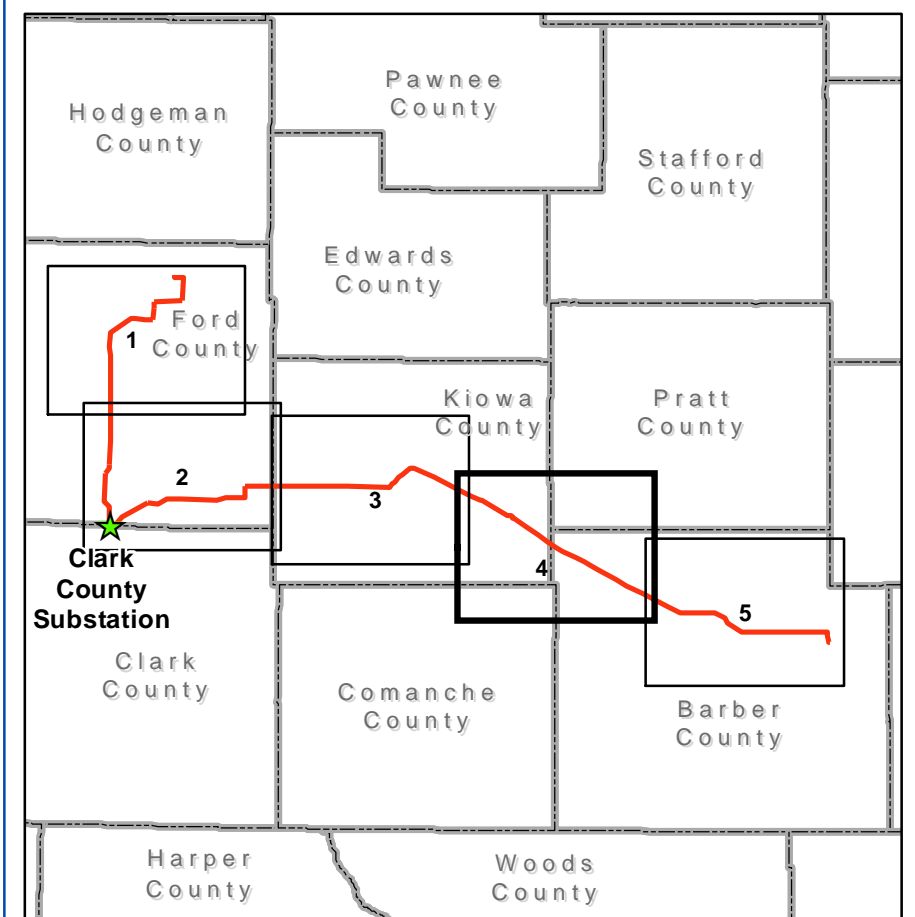 Pawnee
County
Hodgeman
County
Stafford
County
Edwards
County
Ford
County
1
Kiowa
County
Pratt
County
2
3
Clark
County
Substation
4
5
Clark
County
Comanche
County
Barber
County
Harper
County
Woods
County